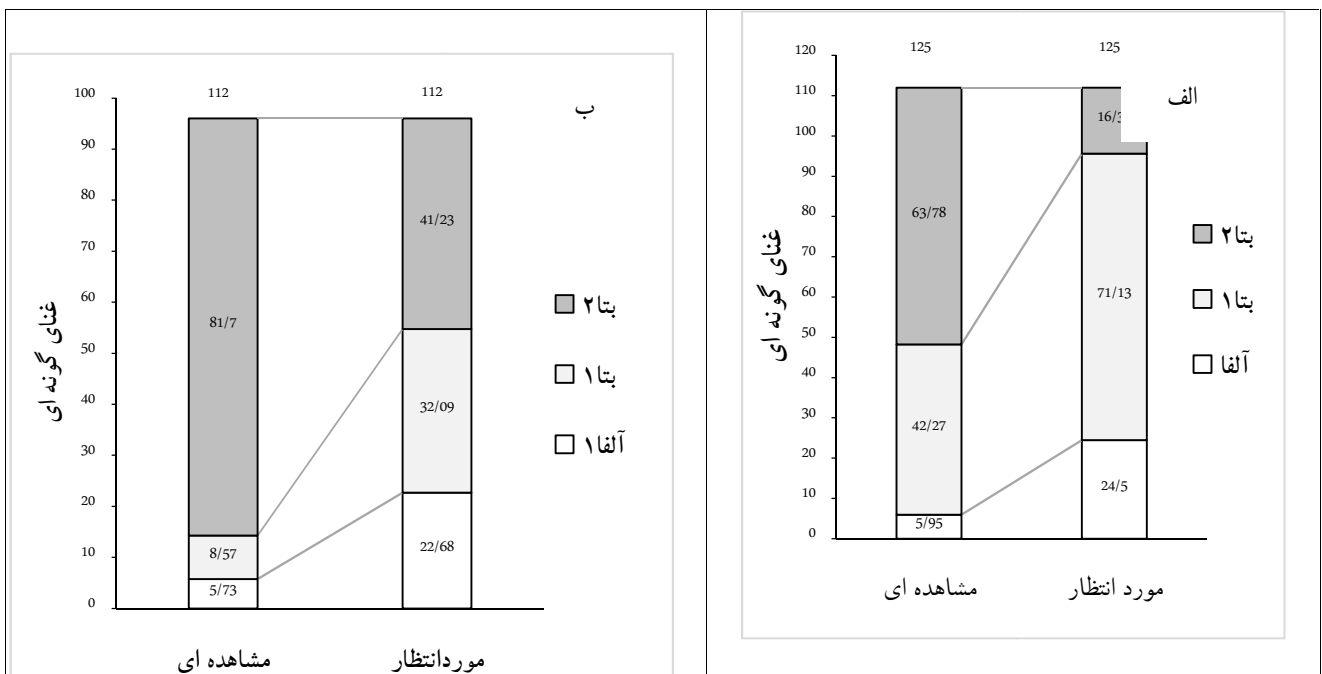 الف
125
125
120
110
100
90
80
70
60
50
40
30
20
10
0
غنای گونه ای
63/78
42/27
5/95
71/13
24/5
بتا۲
بتا۱
آلفا
مورد انتظار
مشاهده ای
ب
112
112
100
90
80
70
60
50
40
30
20
10
0
غنای گونه ای
81/7
8/57
5/73
41/23
32/09
22/68
بتا۲
بتا۱
آلفا۱
موردانتظار
مشاهده ای